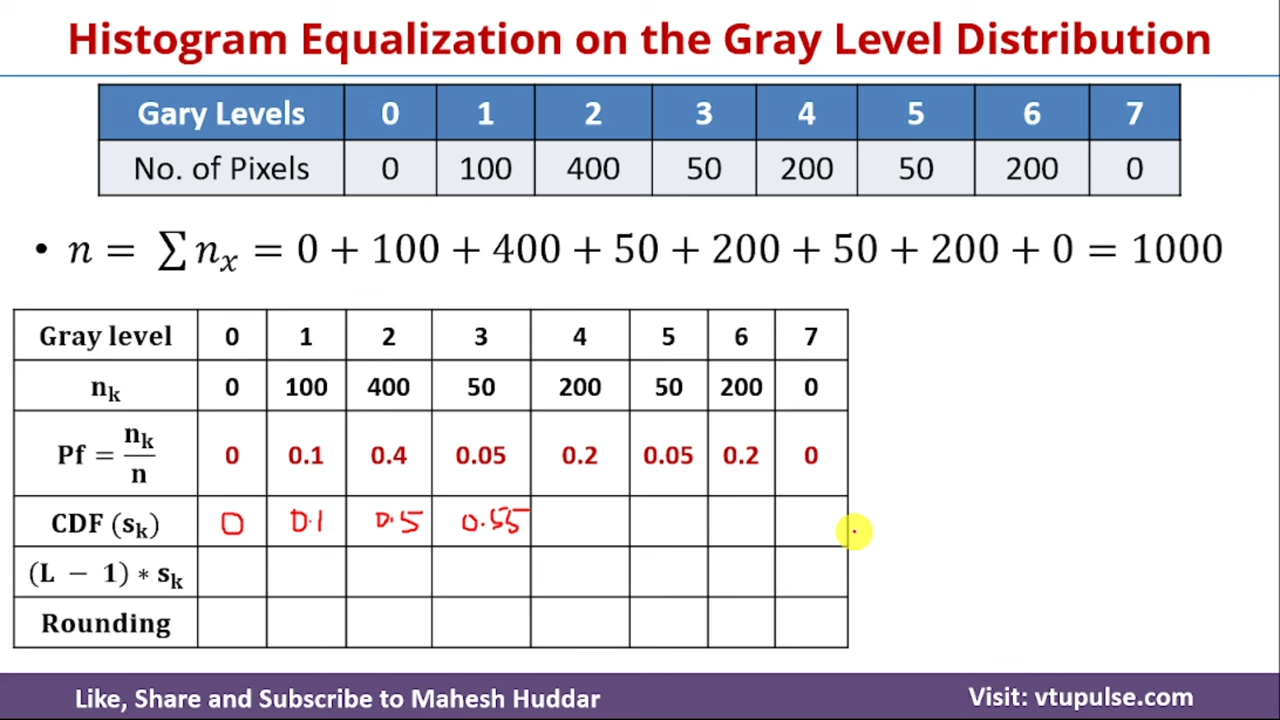 Histogram Equalization on the Gray Level Distribution
Gary Levels 0 1 2 3 4 5 6 7
No. of Pixels 0 100 400 50 200 50 200 0
• n = ∑ nₓ = 0 + 100 + 400 + 50 + 200 + 50 + 200 + 0 = 1000
Gray level 0 1 2 3 4 5 6 7
nₖ 0 100 400 50 200 50 200 0
Pf = nₖ/n 0 0.1 0.4 0.05 0.2 0.05 0.2 0
CDF (sₖ) 0 0.1 0.5 0.55
(L − 1) * sₖ
Rounding
Like, Share and Subscribe to Mahesh Huddar
Visit: vtupulse.com